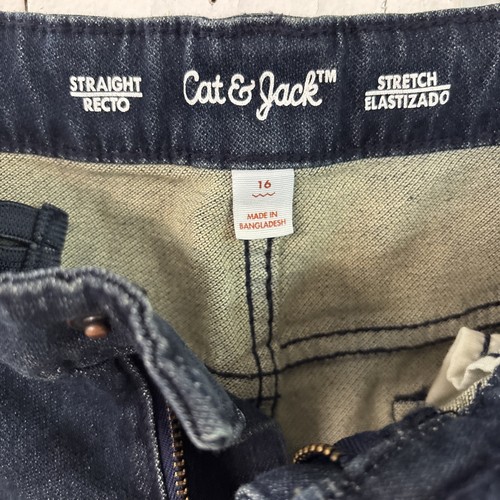 STRAIGHT
RECTO
Cat & Jack™
STRETCH
ELASTIZADO
16
MADE IN
BANGLADESH